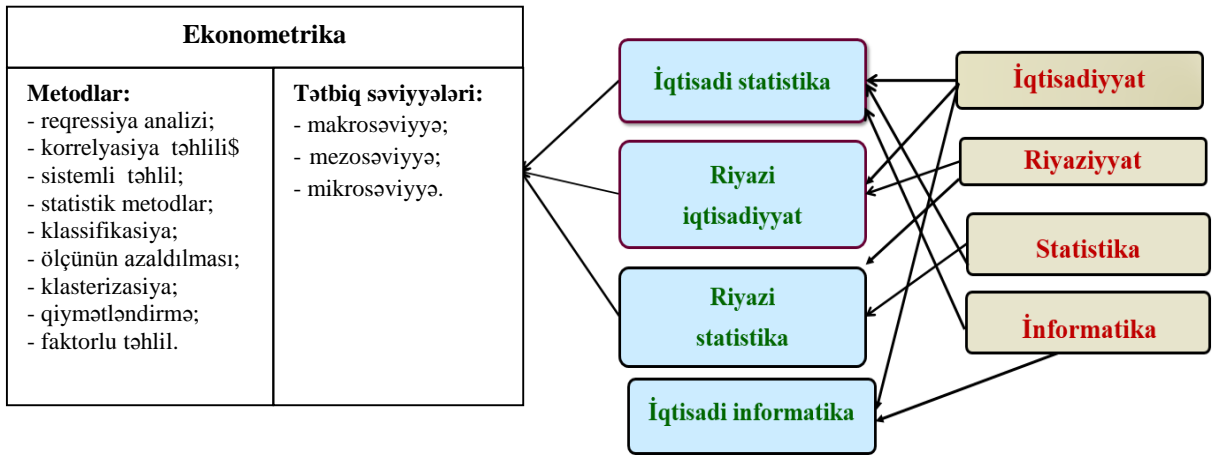 Ekonometrika
Metodlar:
- reqressiya analizi;
- korrelyasiya təhlili$
- sistemli təhlil;
- statistik metodlar;
- klassifikasiya;
- ölçünün azaldılması;
- klasterizasiya;
- qiymətləndirmə;
- faktorlu təhlil.
Tətbiq səviyyələri:
- makrosəviyyə;
- mezosəviyyə;
- mikrosəviyyə.
İqtisadi statistika
Riyazi
iqtisadiyyat
Riyazi
statistika
İqtisadi informatika
İqtisadiyyat
Riyaziyyat
Statistika
İnformatika